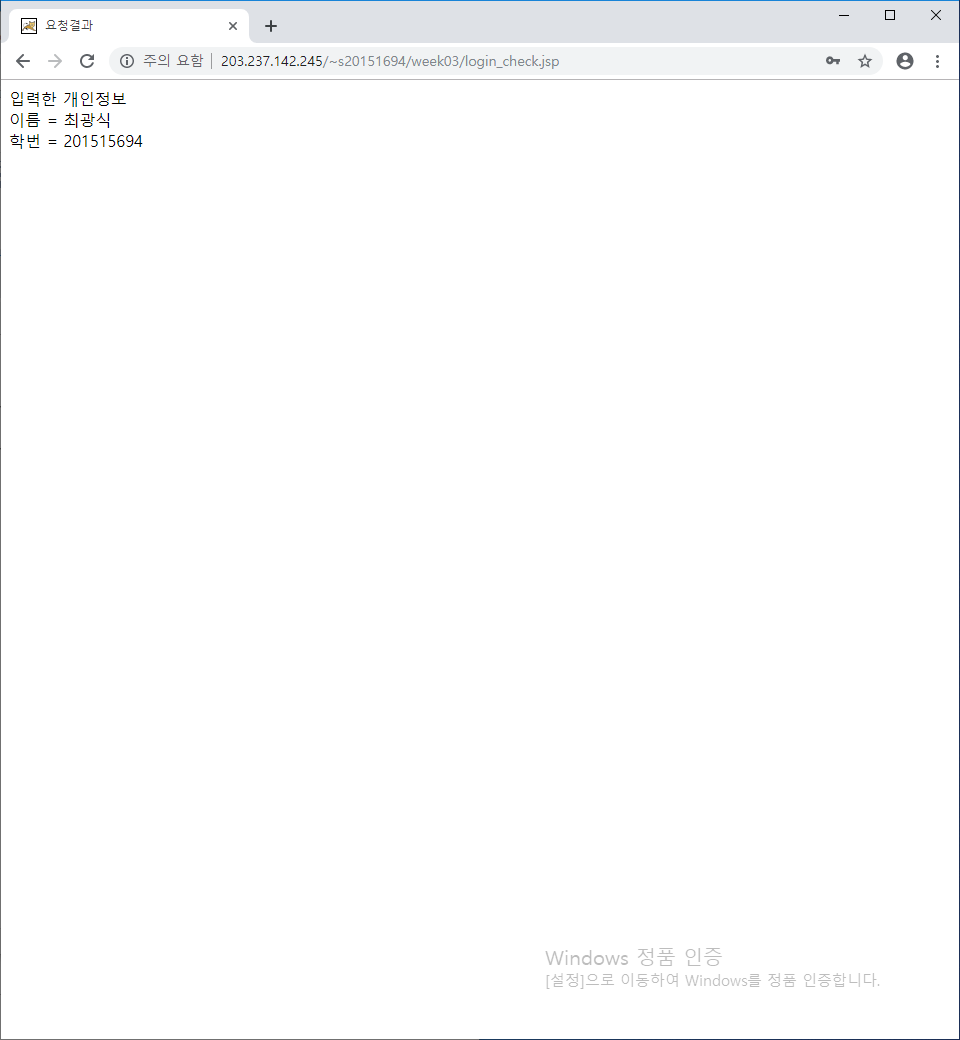 요청결과
주의 요함 | 203.237.142.245/~s20151694/week03/login_check.jsp
입력한 개인정보
이름 = 최광식
학번 = 201515694
Windows 정품 인증
[설정]으로 이동하여 Windows를 정품 인증합니다.